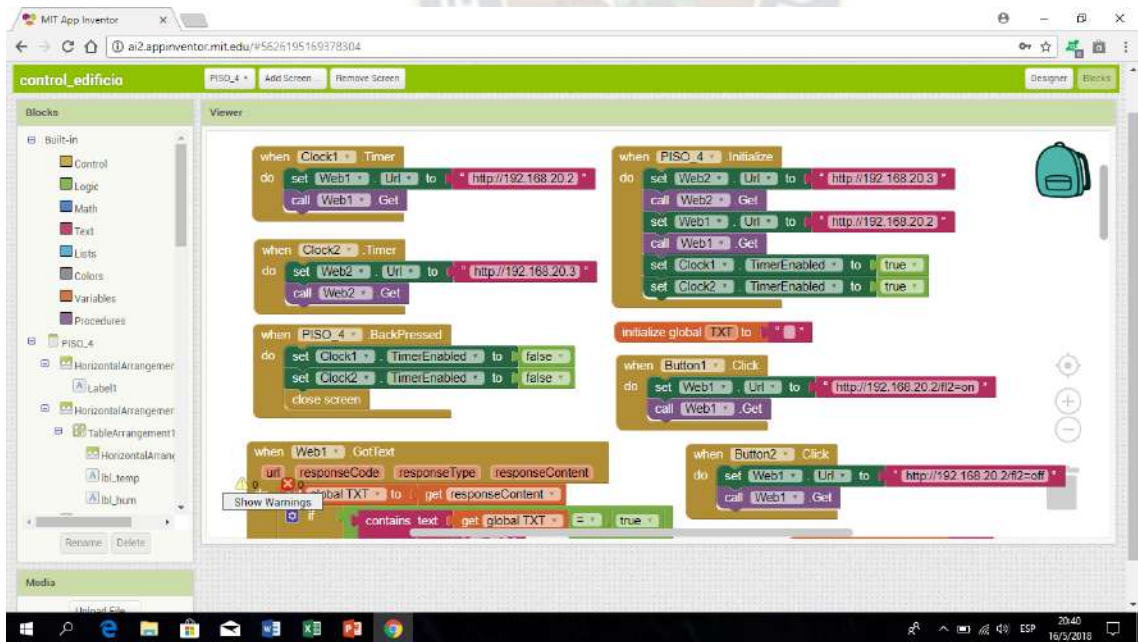 MIT App Inventor
ai2.appinventor.mit.edu/#5626195169378304
control_edificio
PISO_4
Add Screen ...
Remove Screen
Designer
Blocks
Blocks
Viewer
Built-in
Control
Logic
Math
Text
Lists
Colors
Variables
Procedures
PISO_4
HorizontalArrangemer
Label1
HorizontalArrangemer
TableArrangement1
HorizontalArrang
lbl_temp
lbl_hum
Rename Delete
Media
Upload File
when Clock1 .Timer
do set Web1 . Url to " http://192.168.20.2 "
call Web1 .Get
when Clock2 .Timer
do set Web2 . Url to " http://192.168.20.3 "
call Web2 .Get
when PISO_4 .BackPressed
do set Clock1 . TimerEnabled to false
set Clock2 . TimerEnabled to false
close screen
when Web1 .GotText
url responseCode responseType responseContent
global TXT to get responseContent
if contains text get global TXT = true
0 0
Show Warnings
when PISO_4 .Initialize
do set Web2 . Url to " http://192.168.20.3 "
call Web2 .Get
set Web1 . Url to " http://192.168.20.2 "
call Web1 .Get
set Clock1 . TimerEnabled to true
set Clock2 . TimerEnabled to true
initialize global TXT to " "
when Button1 .Click
do set Web1 . Url to " http://192.168.20.2/fl2=on "
call Web1 .Get
when Button2 .Click
do set Web1 . Url to " http://192.168.20.2/fl2=off "
call Web1 .Get
ESP
20:40
16/5/2018